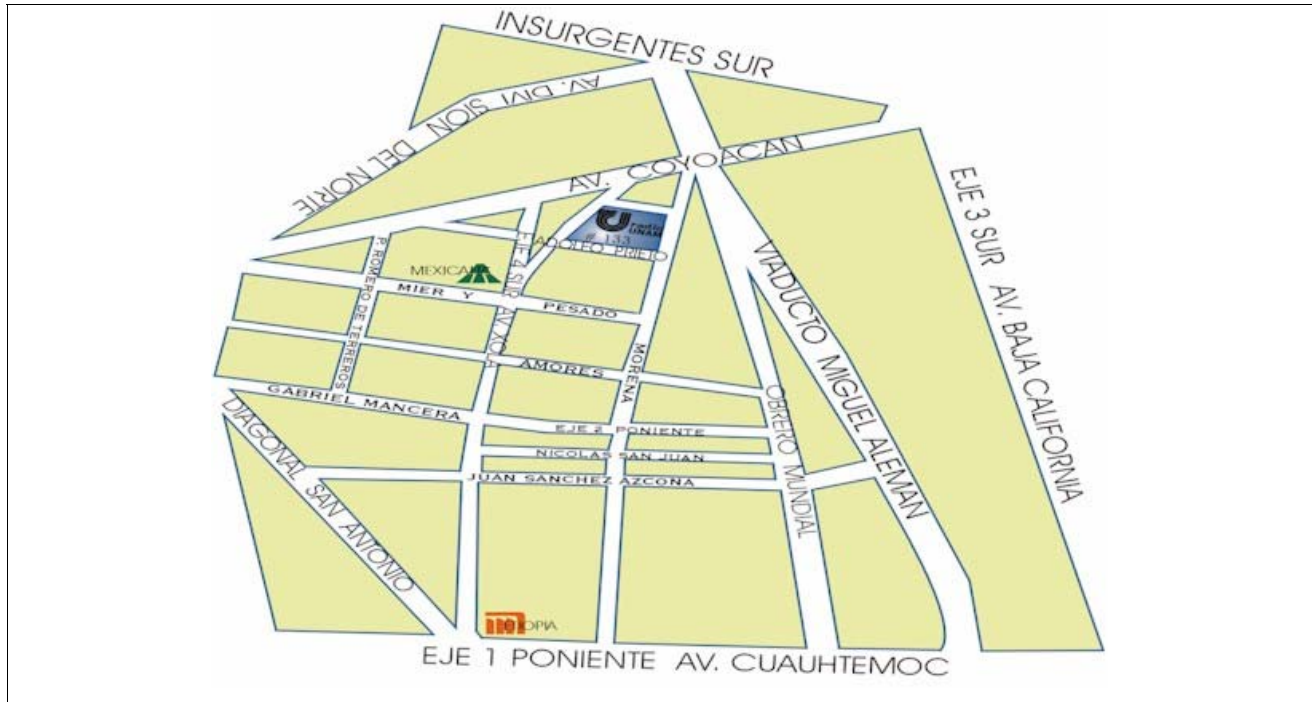 INSURGENTES SUR
AV. DIVISION DEL NORTE
AV. COYOACAN
radio
UNAM
# 133
ADOLFO PRIETO
EJE 3 SUR AV. BAJA CALIFORNIA
VIADUCTO MIGUEL ALEMAN
P. ROMERO DE TERREROS
MEXICANA
EJE 4 SUR AV. XOLA
MIER Y PESADO
MORENA
AMORES
OBRERO MUNDIAL
GABRIEL MANCERA
EJE 2 PONIENTE
NICOLAS SAN JUAN
JUAN SANCHEZ AZCONA
DIAGONAL SAN ANTONIO
ETIOPIA
EJE 1 PONIENTE AV. CUAUHTEMOC